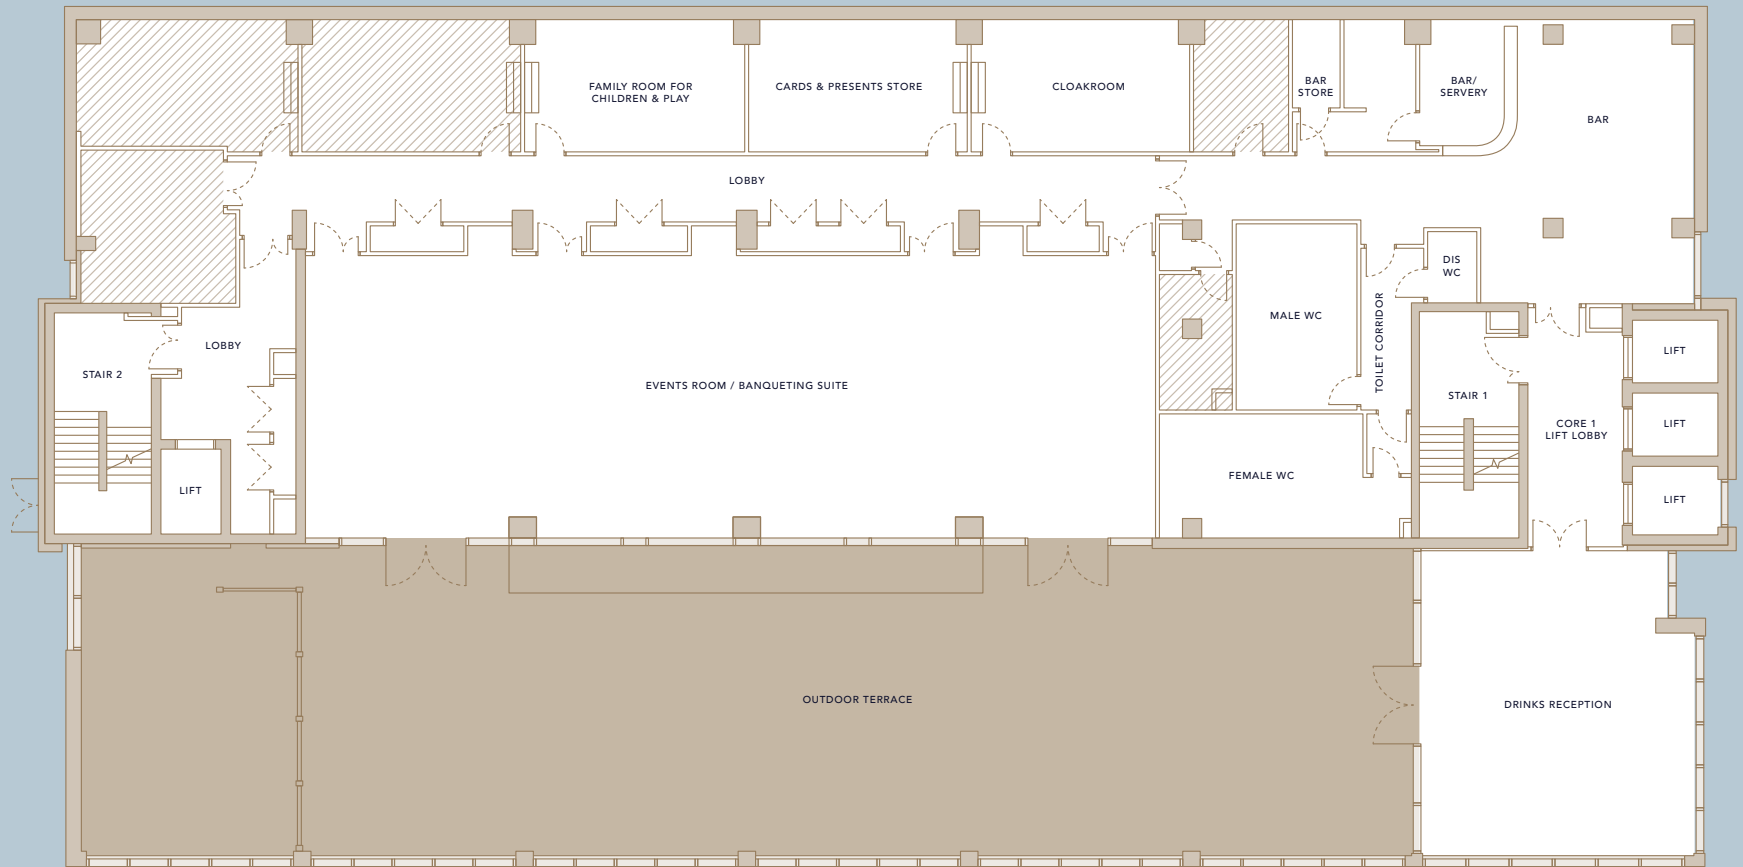 FAMILY ROOM FOR
CHILDREN & PLAY
CARDS & PRESENTS STORE
CLOAKROOM
BAR
STORE
BAR/
SERVERY
BAR
LOBBY
DIS
WC
MALE WC
TOILET CORRIDOR
LOBBY
STAIR 2
EVENTS ROOM / BANQUETING SUITE
STAIR 1
LIFT
LIFT
CORE 1
LIFT LOBBY
FEMALE WC
LIFT
LIFT
OUTDOOR TERRACE
DRINKS RECEPTION